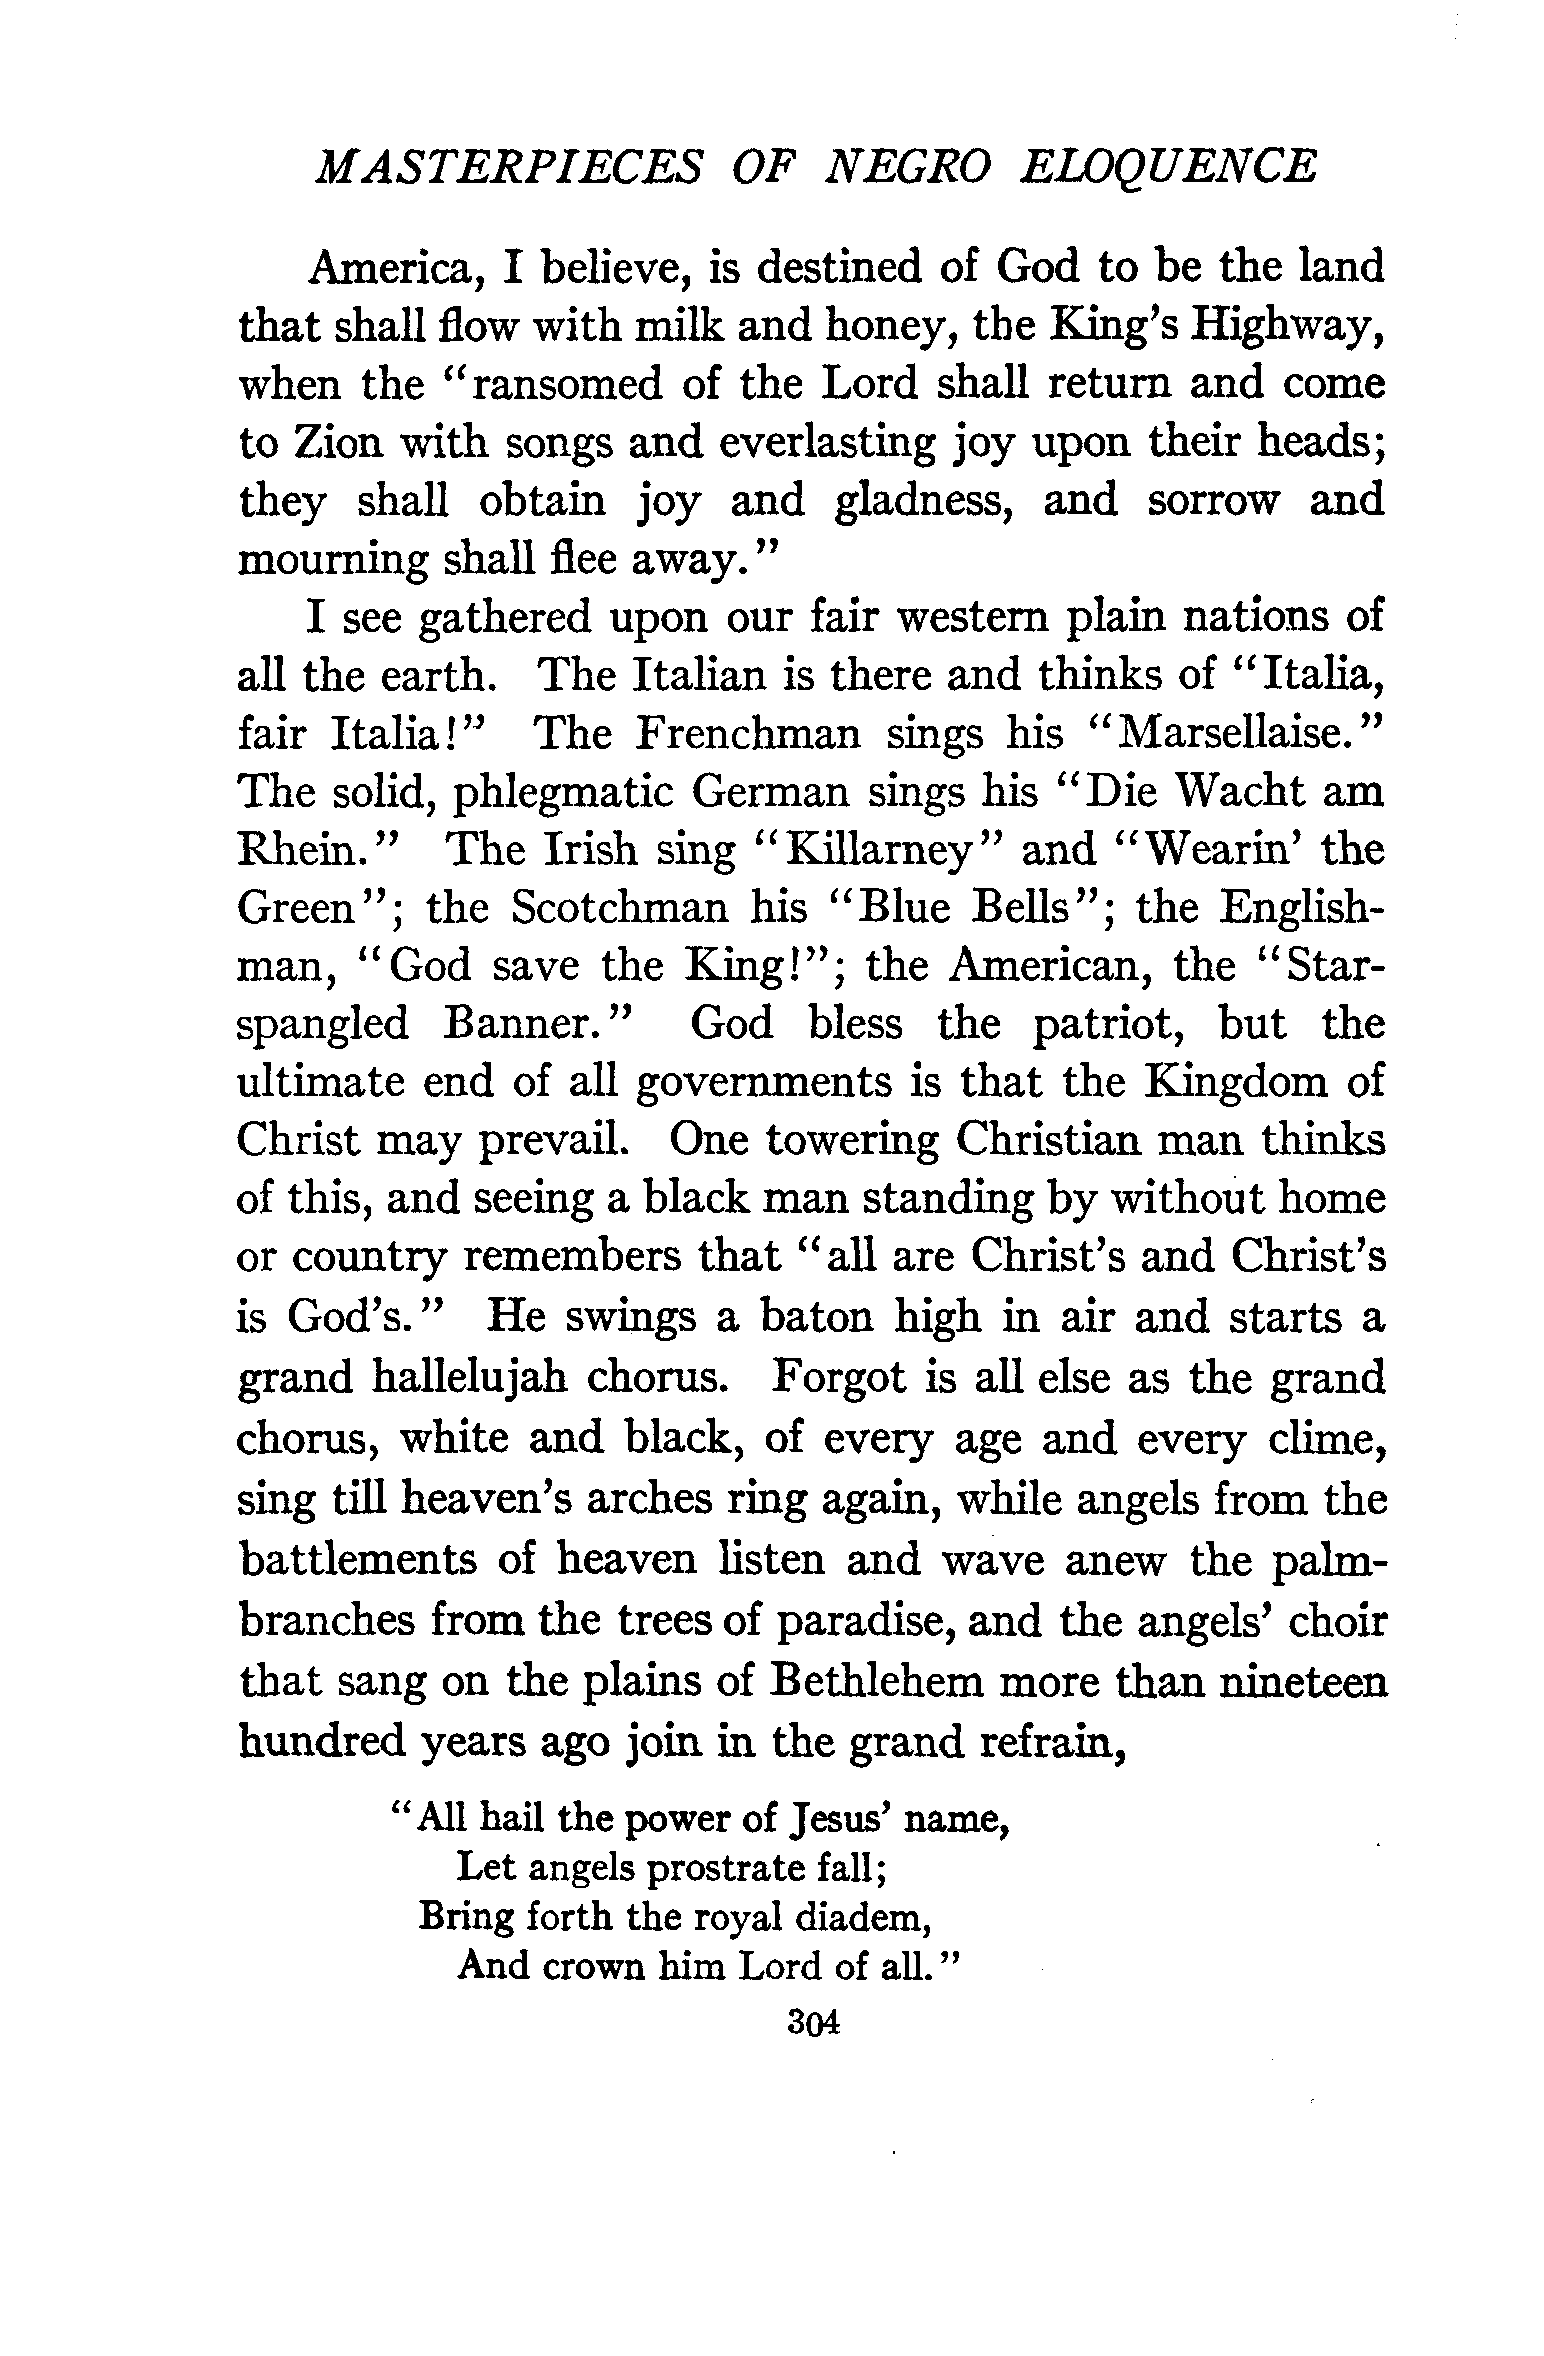 MASTERPIECES OF NEGRO ELOQUENCE
America, I believe, is destined of God to be the land
that shall flow with milk and honey, the King's Highway,
when the "ransomed of the Lord shall return and come
to Zion with songs and everlasting joy upon their heads;
they shall obtain joy and gladness, and sorrow and
mourning shall flee away."
I see gathered upon our fair western plain nations of
all the earth. The Italian is there and thinks of "Italia,
fair Italia!" The Frenchman sings his "Marsellaise."
The solid, phlegmatic German sings his "Die Wacht am
Rhein." The Irish sing "Killarney" and "Wearin' the
Green"; the Scotchman his "Blue Bells"; the English-
man, "God save the King!"; the American, the "Star-
spangled Banner." God bless the patriot, but the
ultimate end of all governments is that the Kingdom of
Christ may prevail. One towering Christian man thinks
of this, and seeing a black man standing by without home
or country remembers that "all are Christ's and Christ's
is God's." He swings a baton high in air and starts a
grand hallelujah chorus. Forgot is all else as the grand
chorus, white and black, of every age and every clime,
sing till heaven's arches ring again, while angels from the
battlements of heaven listen and wave anew the palm-
branches from the trees of paradise, and the angels' choir
that sang on the plains of Bethlehem more than nineteen
hundred years ago join in the grand refrain,
"All hail the power of Jesus' name,
Let angels prostrate fall;
Bring forth the royal diadem,
And crown him Lord of all."
304